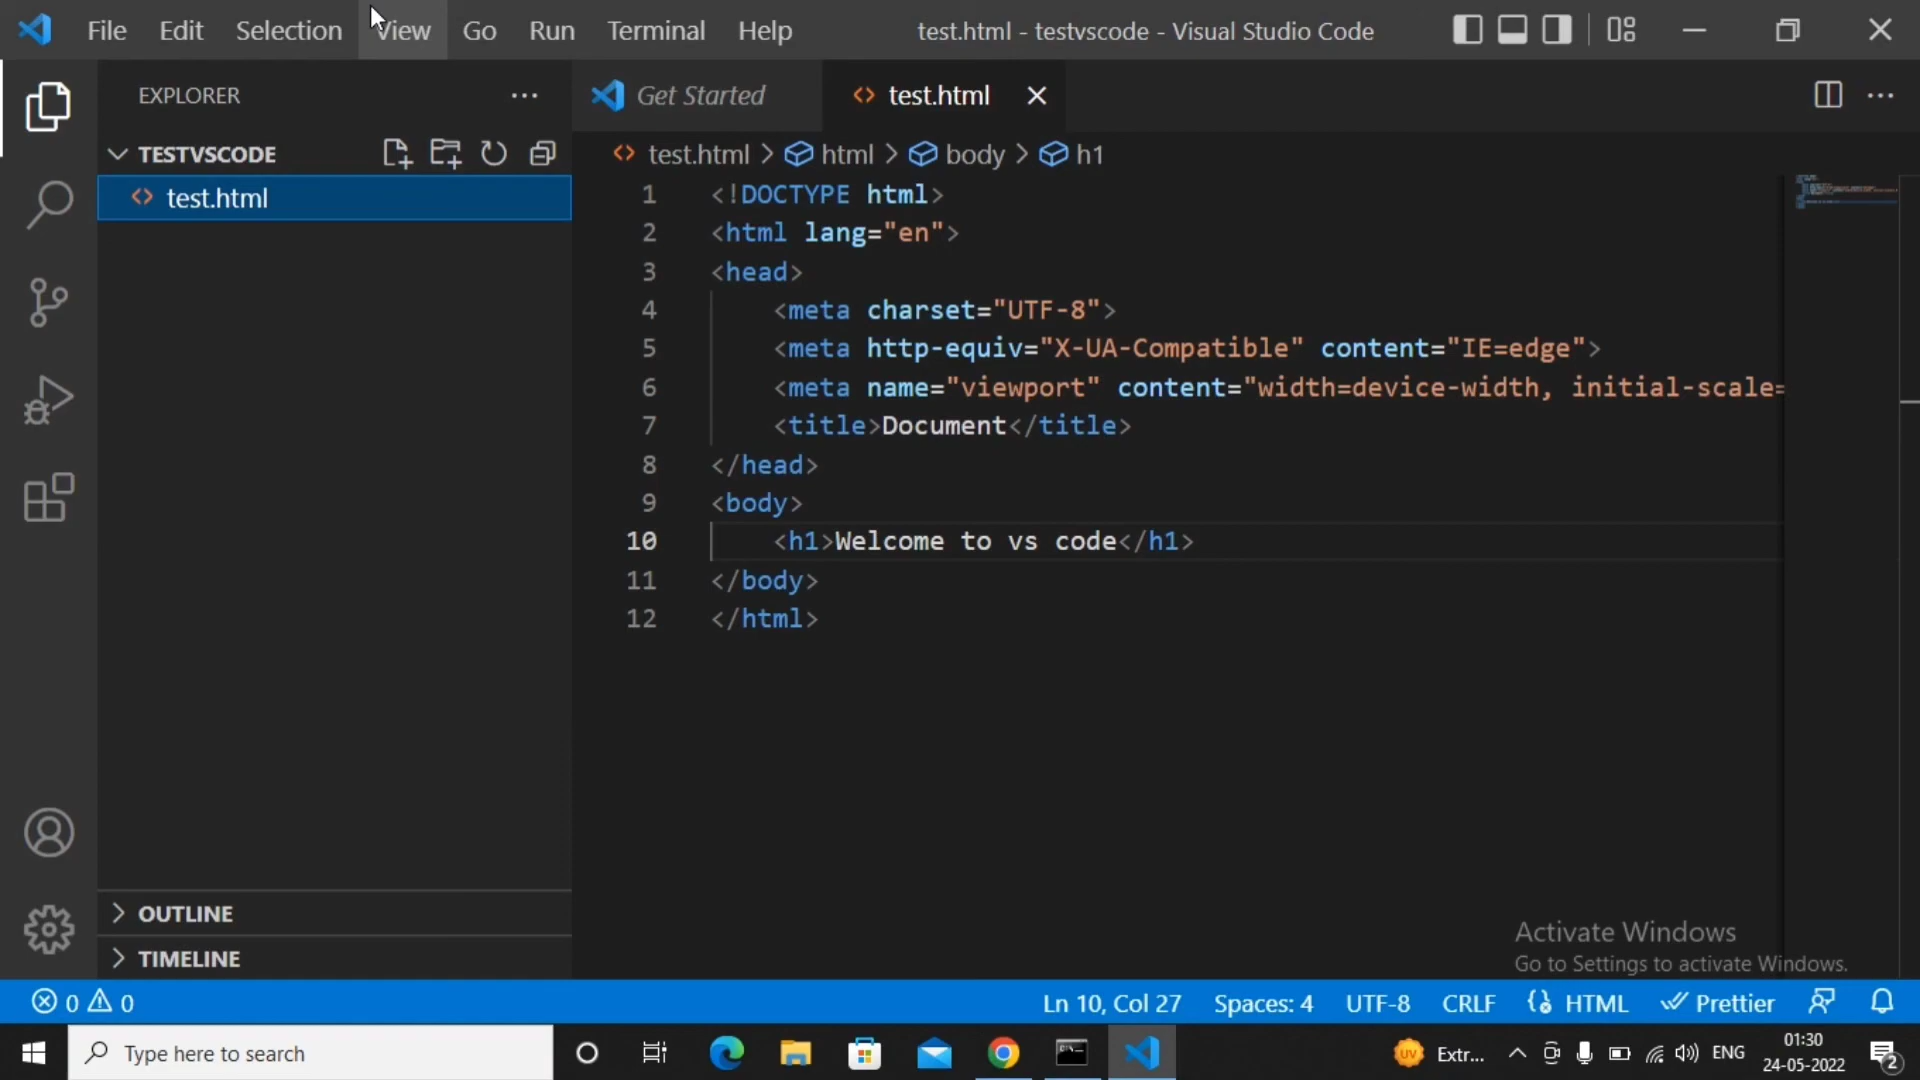 File Edit Selection View Go Run Terminal Help test.html - testvscode - Visual Studio Code
EXPLORER
Get Started
test.html
TESTVSCODE
test.html > html > body > h1
test.html
1 <!DOCTYPE html>
2 <html lang="en">
3 <head>
4 <meta charset="UTF-8">
5 <meta http-equiv="X-UA-Compatible" content="IE=edge">
6 <meta name="viewport" content="width=device-width, initial-scale=
7 <title>Document</title>
8 </head>
9 <body>
10 <h1>Welcome to vs code</h1>
11 </body>
12 </html>
OUTLINE
TIMELINE
Activate Windows
Go to Settings to activate Windows.
0 0 Ln 10, Col 27 Spaces: 4 UTF-8 CRLF HTML Prettier
Type here to search
UV Extr... ENG
01:30
24-05-2022
2